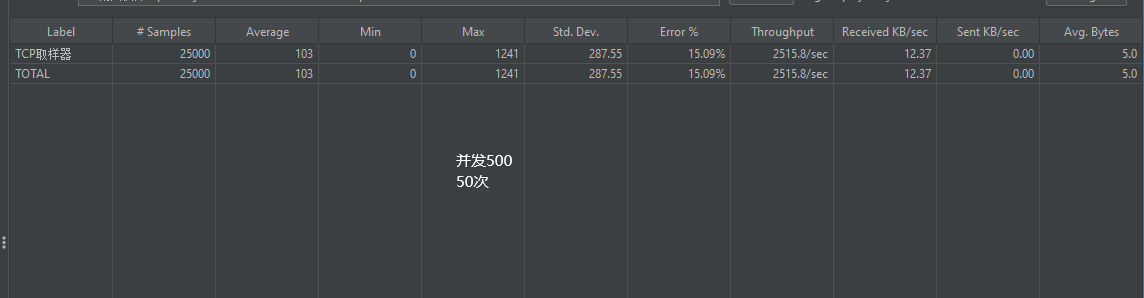 Label # Samples Average Min Max Std. Dev. Error % Throughput Received KB/sec Sent KB/sec Avg. Bytes
TCP取样器 25000 103 0 1241 287.55 15.09% 2515.8/sec 12.37 0.00 5.0
TOTAL 25000 103 0 1241 287.55 15.09% 2515.8/sec 12.37 0.00 5.0
并发500
50次